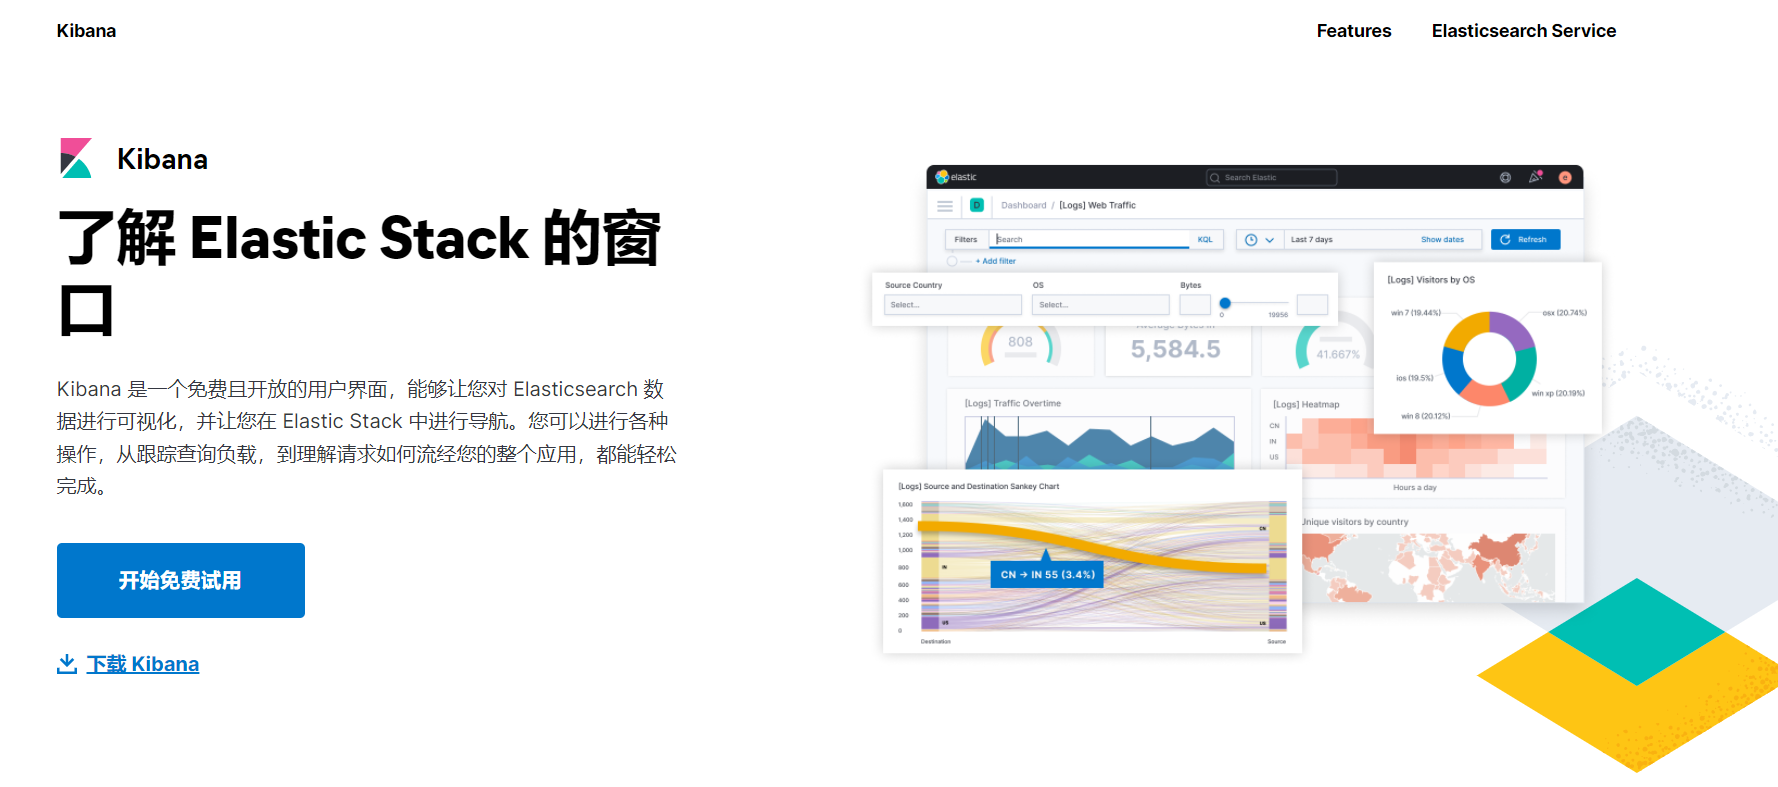 Kibana
Features
Elasticsearch Service
Kibana
了解 Elastic Stack 的窗
口
Kibana 是一个免费且开放的用户界面，能够让您对 Elasticsearch 数
据进行可视化，并让您在 Elastic Stack 中进行导航。您可以进行各种
操作，从跟踪查询负载，到理解请求如何流经您的整个应用，都能轻松
完成。
开始免费试用
下载 Kibana
elastic
Search Elastic
e
D
Dashboard / [Logs] Web Traffic
Filters
Search
KQL
Last 7 days
Show dates
Refresh
+ Add filter
Source Country
OS
Bytes
Select...
Select...
0
19956
808
Average Bytes In
5,584.5
41.667%
[Logs] Visitors by OS
win 7 (19.44%)
osx (20.74%)
ios (19.5%)
win xp (20.19%)
win 8 (20.12%)
[Logs] Traffic Overtime
[Logs] Heatmap
CN
IN
US
Hours a day
[Logs] Source and Destination Sankey Chart
1,600
1,400
1,200
1,000
800
600
400
200
0
CN
IN
US
US
CN → IN 55 (3.4%)
Destination
Source
Unique visitors by country